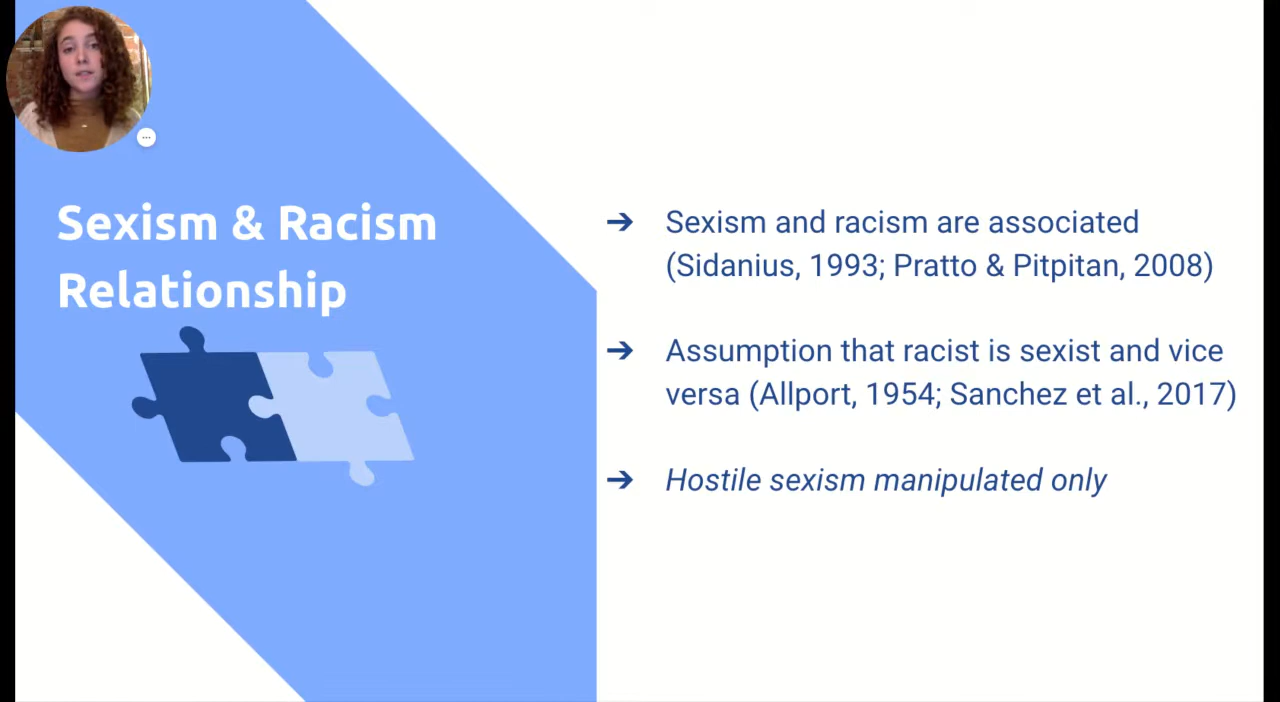 Sexism & Racism
Relationship
➔ Sexism and racism are associated
(Sidanius, 1993; Pratto & Pitpitan, 2008)
➔ Assumption that racist is sexist and vice
versa (Allport, 1954; Sanchez et al., 2017)
➔ Hostile sexism manipulated only